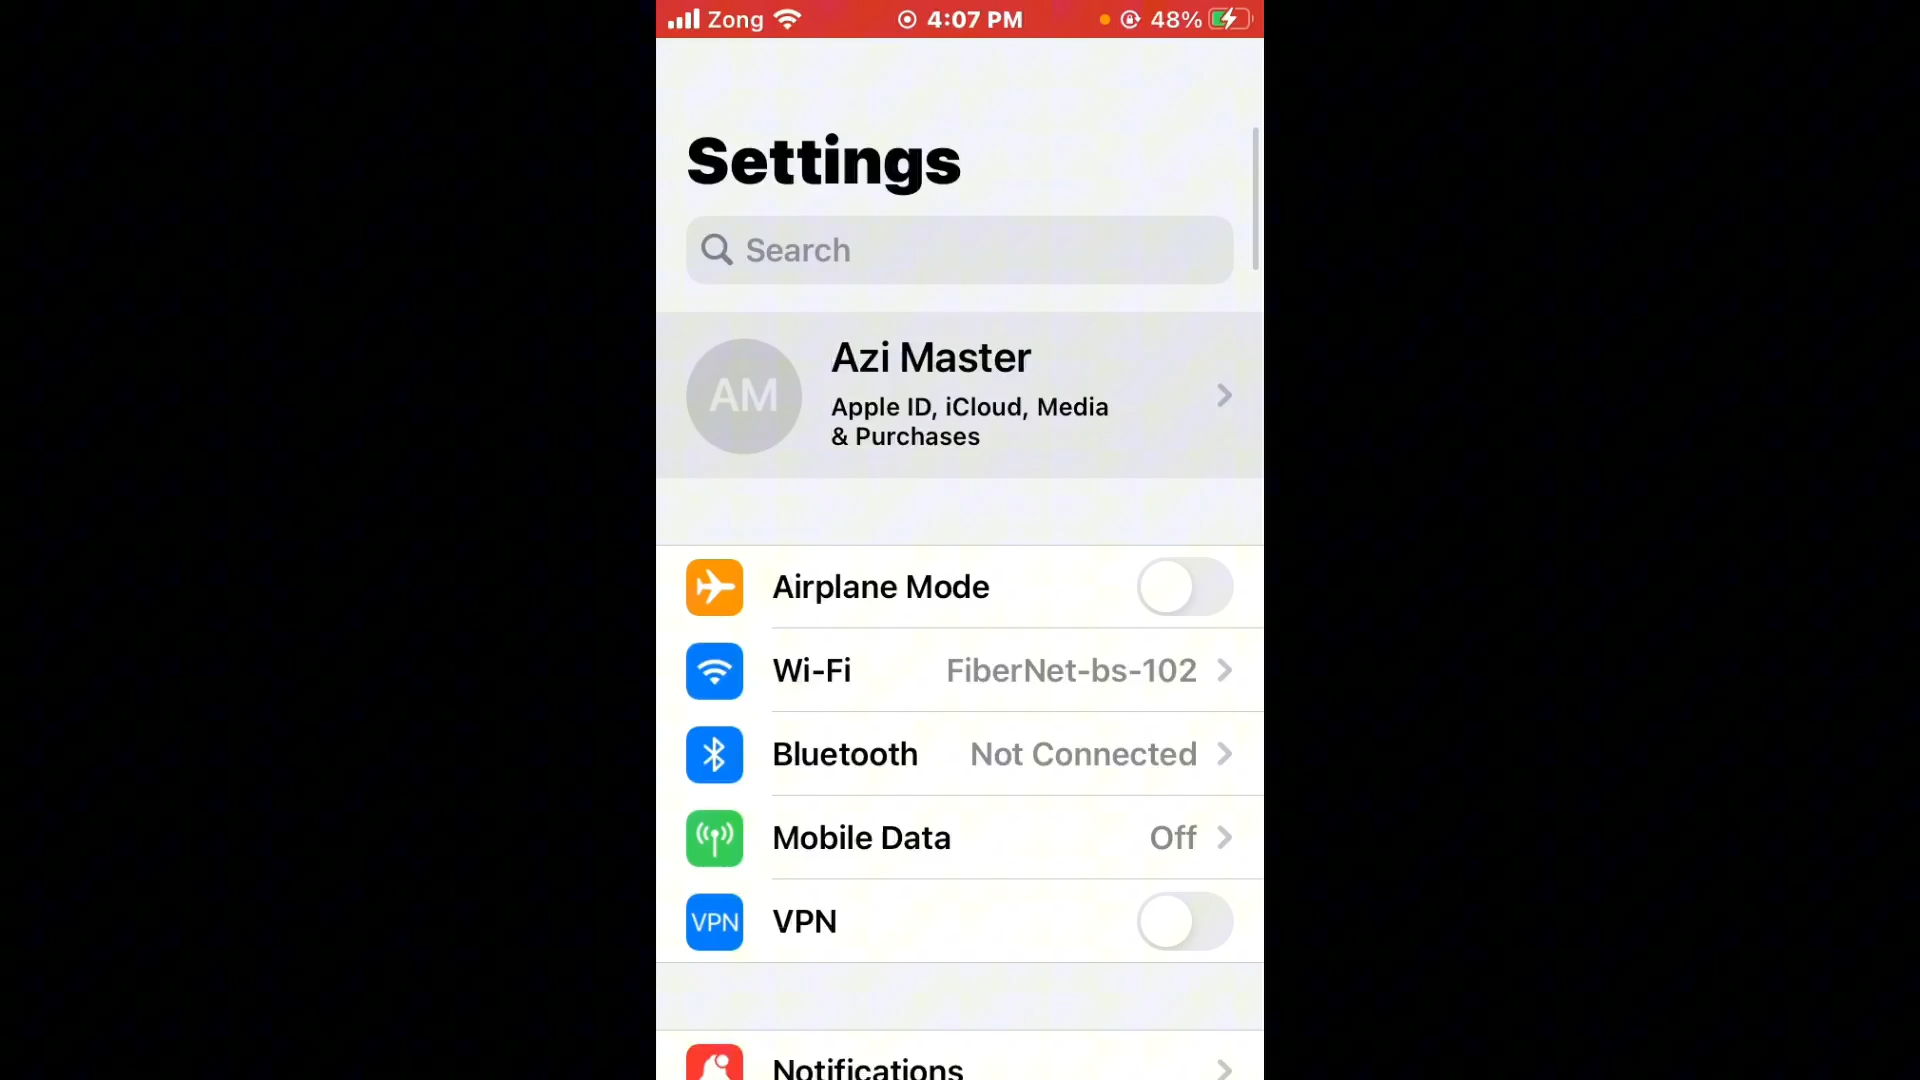 Zong 4:07 PM 48%
Settings
Search
AM
Azi Master
Apple ID, iCloud, Media
& Purchases
Airplane Mode
Wi-Fi FiberNet-bs-102
Bluetooth Not Connected
Mobile Data Off
VPN VPN
Notifications